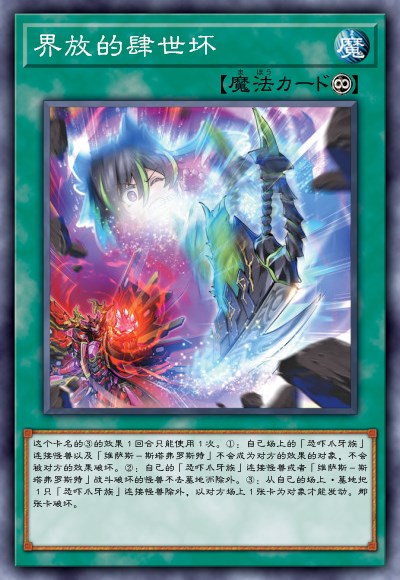 界放的肆世坏
魔
【魔法カード】
まほう
这个卡名的③的效果1回合只能使用1次。①：自己场上的「恐吓爪牙族」
连接怪兽以及「维萨斯－斯塔弗罗斯特」不会成为对方的效果的对象，不会
被对方的效果破坏。②：自己的「恐吓爪牙族」连接怪兽或者「维萨斯－斯
塔弗罗斯特」战斗破坏的怪兽不去墓地而除外。③：从自己的场上·墓地把
1只「恐吓爪牙族」连接怪兽除外，以对方场上1张卡为对象才能发动。那
张卡破坏。